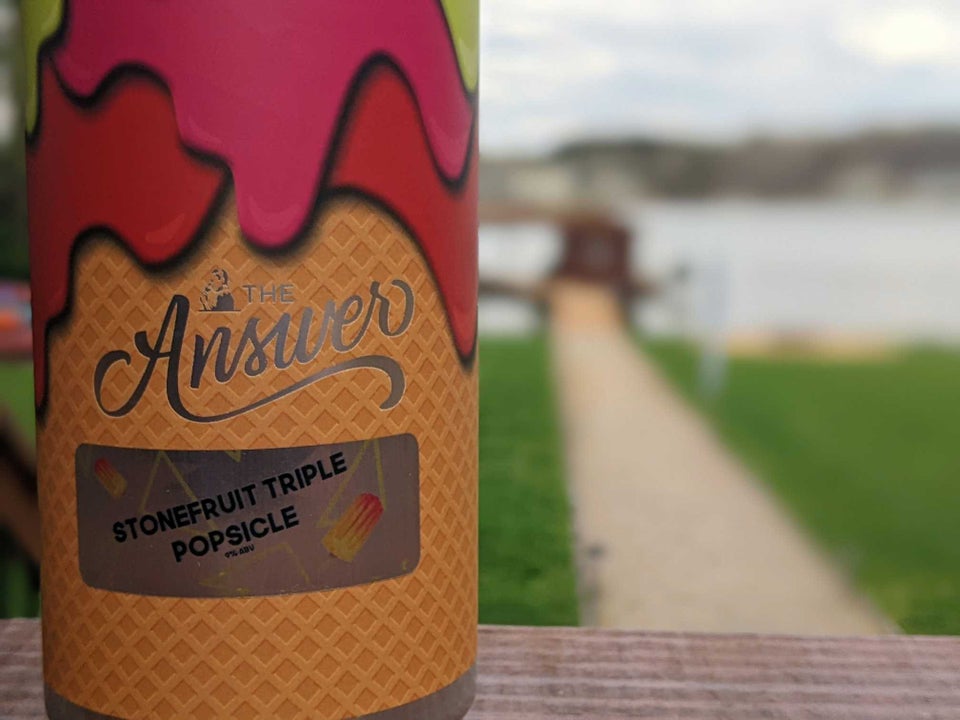 THE
Answer
STONEFRUIT TRIPLE
POPSICLE
9% ABV